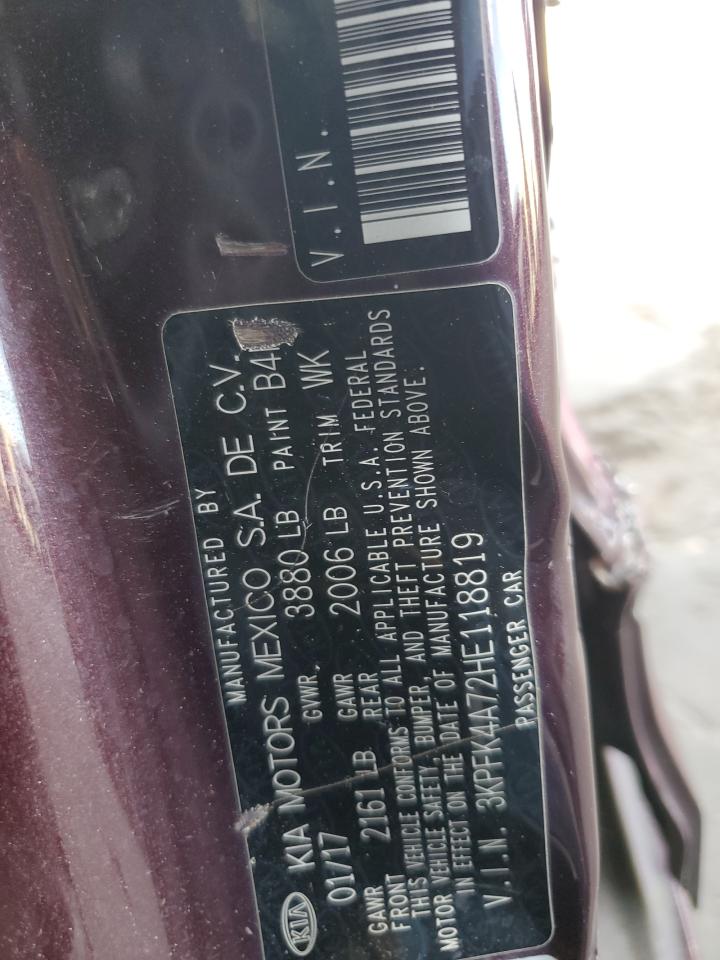 V.I.N.
MANUFACTURED BY
KIA KIA MOTORS MEXICO S.A. DE C.V.
01/17 GVWR. 3880 LB PAINT
GAWR 2161 LB GAWR 2006 LB TRIM WK
FRONT REAR
THIS VEHICLE CONFORMS TO ALL APPLICABLE U.S.A. FEDERAL
MOTOR VEHICLE SAFETY, BUMPER, AND THEFT PREVENTION STANDARDS
IN EFFECT ON THE DATE OF MANUFACTURE SHOWN ABOVE:
V.I.N. 3KPFK4A72HE118819
PASSENGER CAR